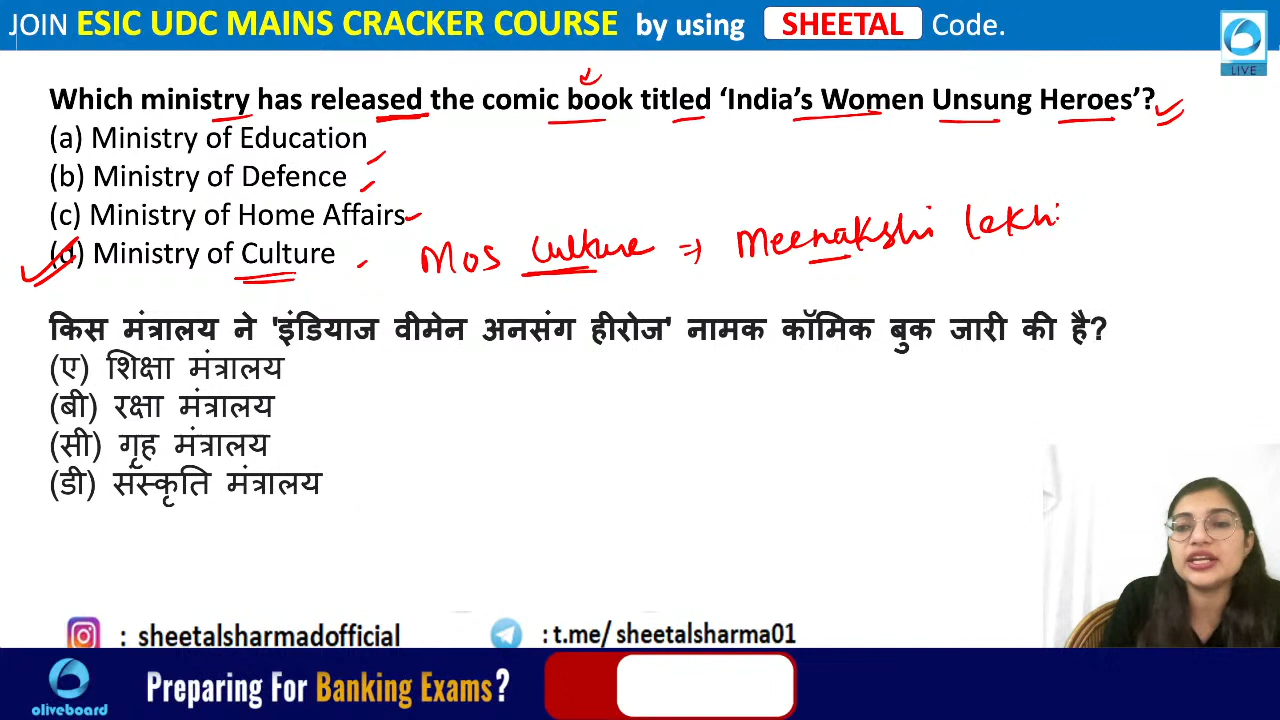 JOIN ESIC UDC MAINS CRACKER COURSE by using SHEETAL Code.
LIVE
Which ministry has released the comic book titled ‘India’s Women Unsung Heroes’?
(a) Ministry of Education
(b) Ministry of Defence
(c) Ministry of Home Affairs
(d) Ministry of Culture
MOS Culture ⇒ Meenakshi Lekhi
किस मंत्रालय ने 'इंडियाज वीमेन अनसंग हीरोज' नामक कॉमिक बुक जारी की है?
(ए) शिक्षा मंत्रालय
(बी) रक्षा मंत्रालय
(सी) गृह मंत्रालय
(डी) संस्कृति मंत्रालय
: sheetalsharmadofficial
: t.me/ sheetalsharma01
Preparing For Banking Exams?
oliveboard